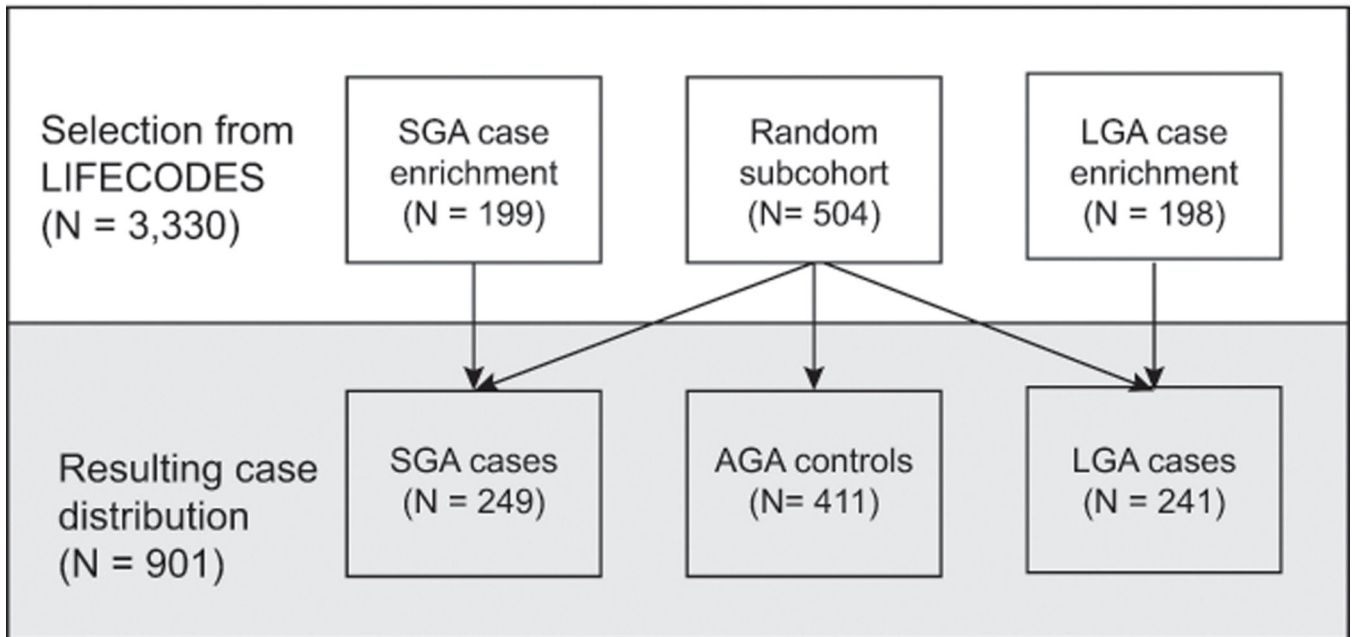 Selection from
LIFECODES
(N = 3,330)
SGA case
enrichment
(N = 199)
Random
subcohort
(N= 504)
LGA case
enrichment
(N = 198)
Resulting case
distribution
(N = 901)
SGA cases
(N = 249)
AGA controls
(N= 411)
LGA cases
(N = 241)